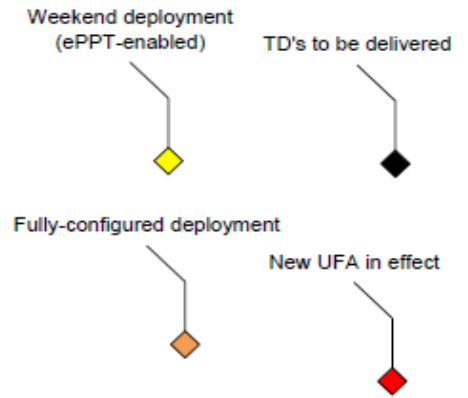 Weekend deployment
(ePPT-enabled)
TD's to be delivered
Fully-configured deployment
New UFA in effect